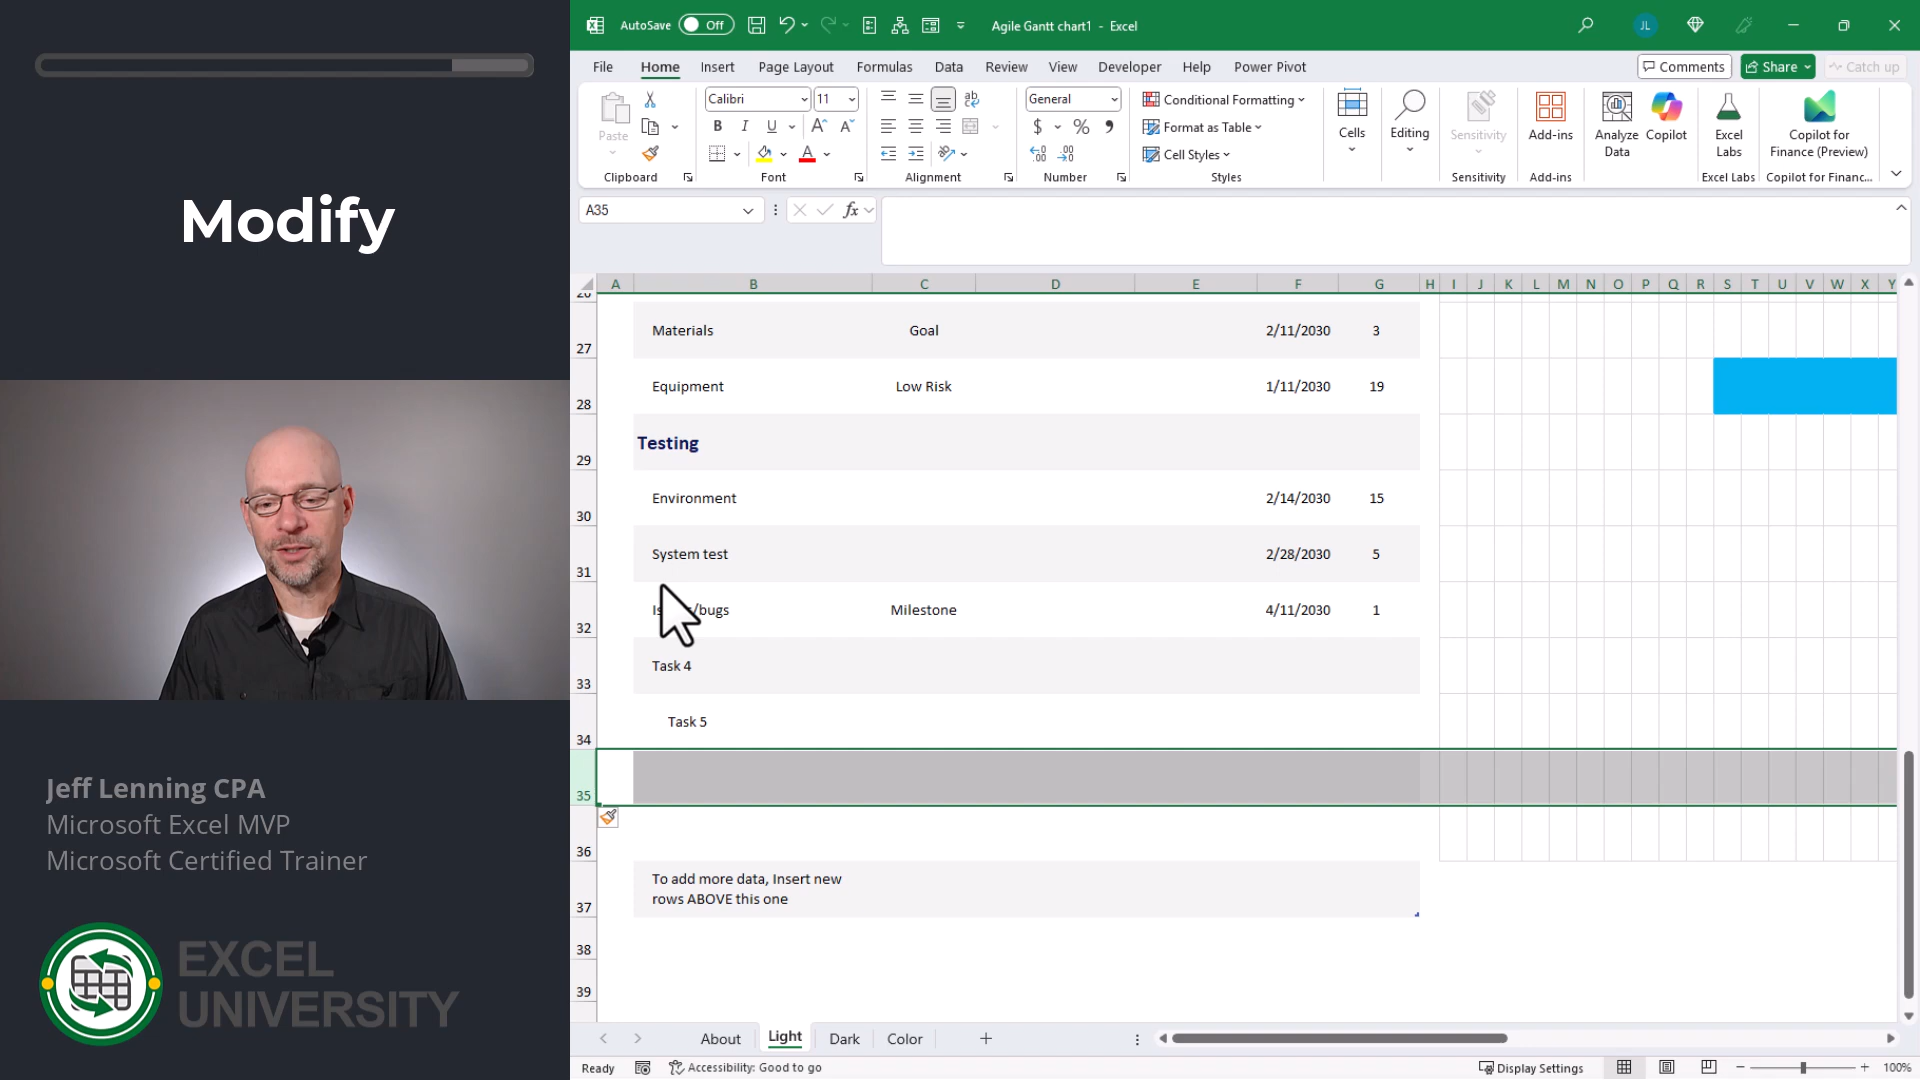 Modify
Jeff Lenning CPA
Microsoft Excel MVP
Microsoft Certified Trainer
EXCEL
UNIVERSITY
AutoSave Off Agile Gantt chart1 - Excel JL
File Home Insert Page Layout Formulas Data Review View Developer Help Power Pivot Comments Share Catch up
Paste Calibri 11 B I U A A A ab General $ % 9 Conditional Formatting Format as Table Cell Styles Cells Editing Sensitivity Add-ins Analyze Data Copilot Excel Labs Copilot for Finance (Preview)
Clipboard Font Alignment Number Styles Sensitivity Add-ins Excel Labs Copilot for Financ...
A35 fx
A B C D E F G H I J K L M N O P Q R S T U V W X Y
27 Materials Goal 2/11/2030 3
28 Equipment Low Risk 1/11/2030 19
29 Testing
30 Environment 2/14/2030 15
31 System test 2/28/2030 5
32 /bugs Milestone 4/11/2030 1
33 Task 4
34 Task 5
35
36
To add more data, Insert new
37 rows ABOVE this one
38
39
About Light Dark Color
Ready Accessibility: Good to go Display Settings 100%